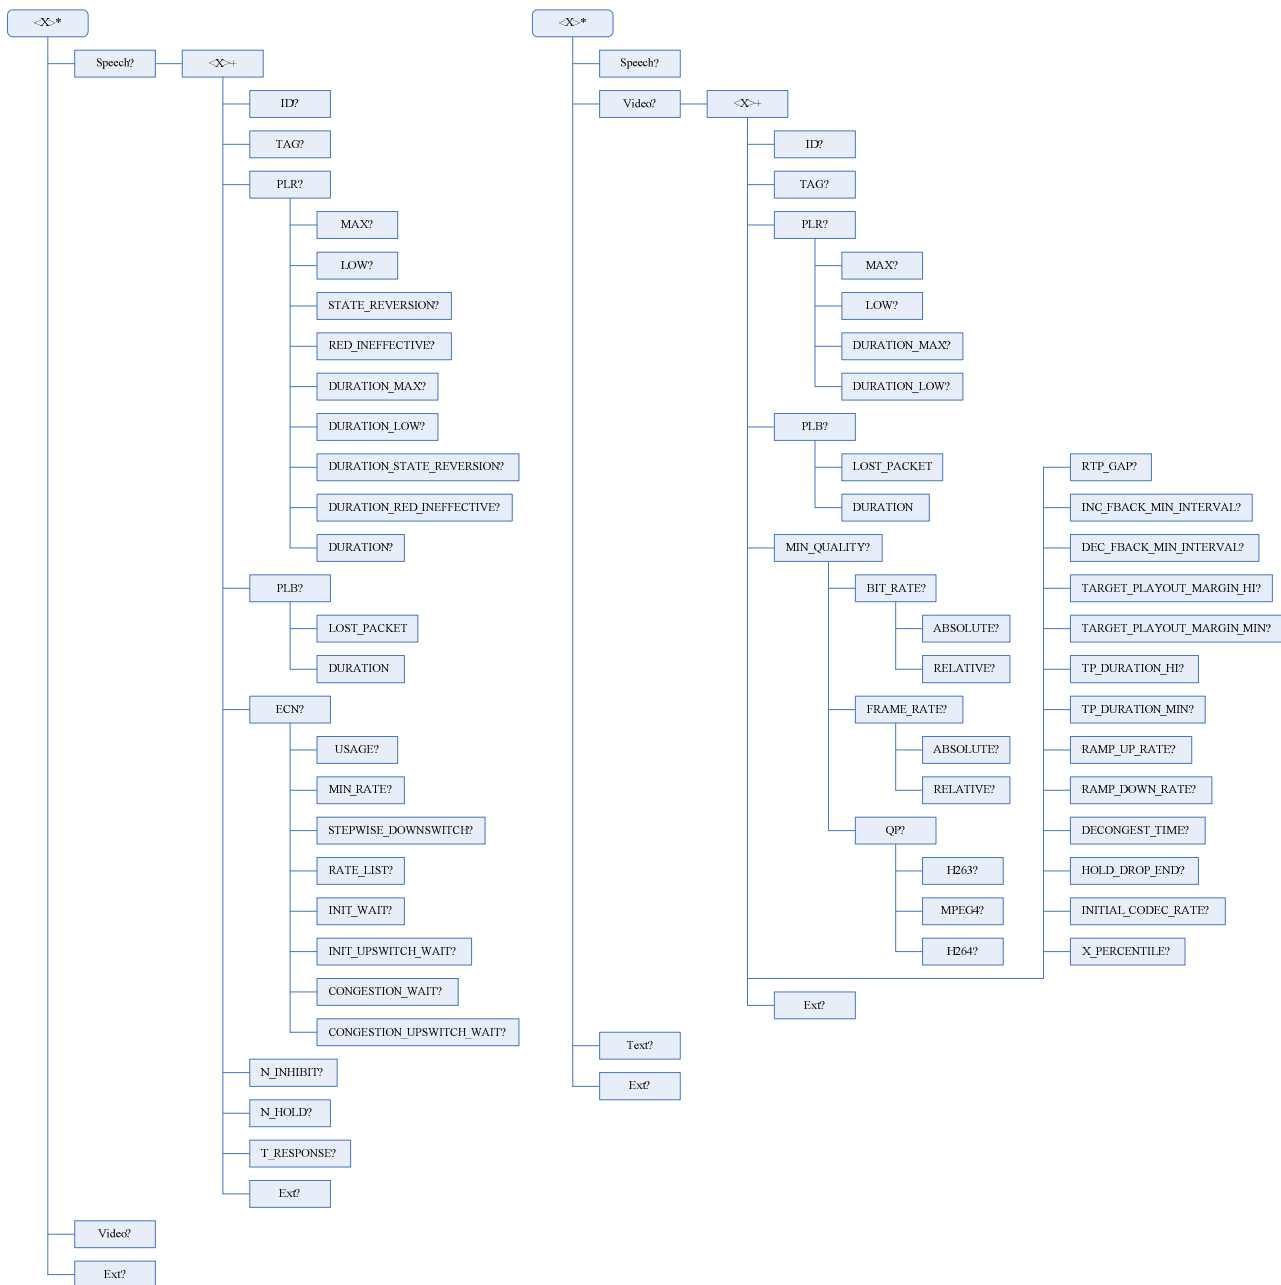 <X>*
Speech?
<X>+
ID?
TAG?
PLR?
MAX?
LOW?
STATE_REVERSION?
RED_INEFFECTIVE?
DURATION_MAX?
DURATION_LOW?
DURATION_STATE_REVERSION?
DURATION_RED_INEFFECTIVE?
DURATION?
PLB?
LOST_PACKET
DURATION
ECN?
USAGE?
MIN_RATE?
STEPWISE_DOWNSWITCH?
RATE_LIST?
INIT_WAIT?
INIT_UPSWITCH_WAIT?
CONGESTION_WAIT?
CONGESTION_UPSWITCH_WAIT?
N_INHIBIT?
N_HOLD?
T_RESPONSE?
Ext?
Video?
Ext?
<X>*
Speech?
Video?
<X>+
ID?
TAG?
PLR?
MAX?
LOW?
DURATION_MAX?
DURATION_LOW?
PLB?
LOST_PACKET
DURATION
MIN_QUALITY?
BIT_RATE?
ABSOLUTE?
RELATIVE?
FRAME_RATE?
ABSOLUTE?
RELATIVE?
QP?
H263?
MPEG4?
H264?
RTP_GAP?
INC_FBACK_MIN_INTERVAL?
DEC_FBACK_MIN_INTERVAL?
TARGET_PLAYOUT_MARGIN_HI?
TARGET_PLAYOUT_MARGIN_MIN?
TP_DURATION_HI?
TP_DURATION_MIN?
RAMP_UP_RATE?
RAMP_DOWN_RATE?
DECONGEST_TIME?
HOLD_DROP_END?
INITIAL_CODEC_RATE?
X_PERCENTILE?
Ext?
Text?
Ext?